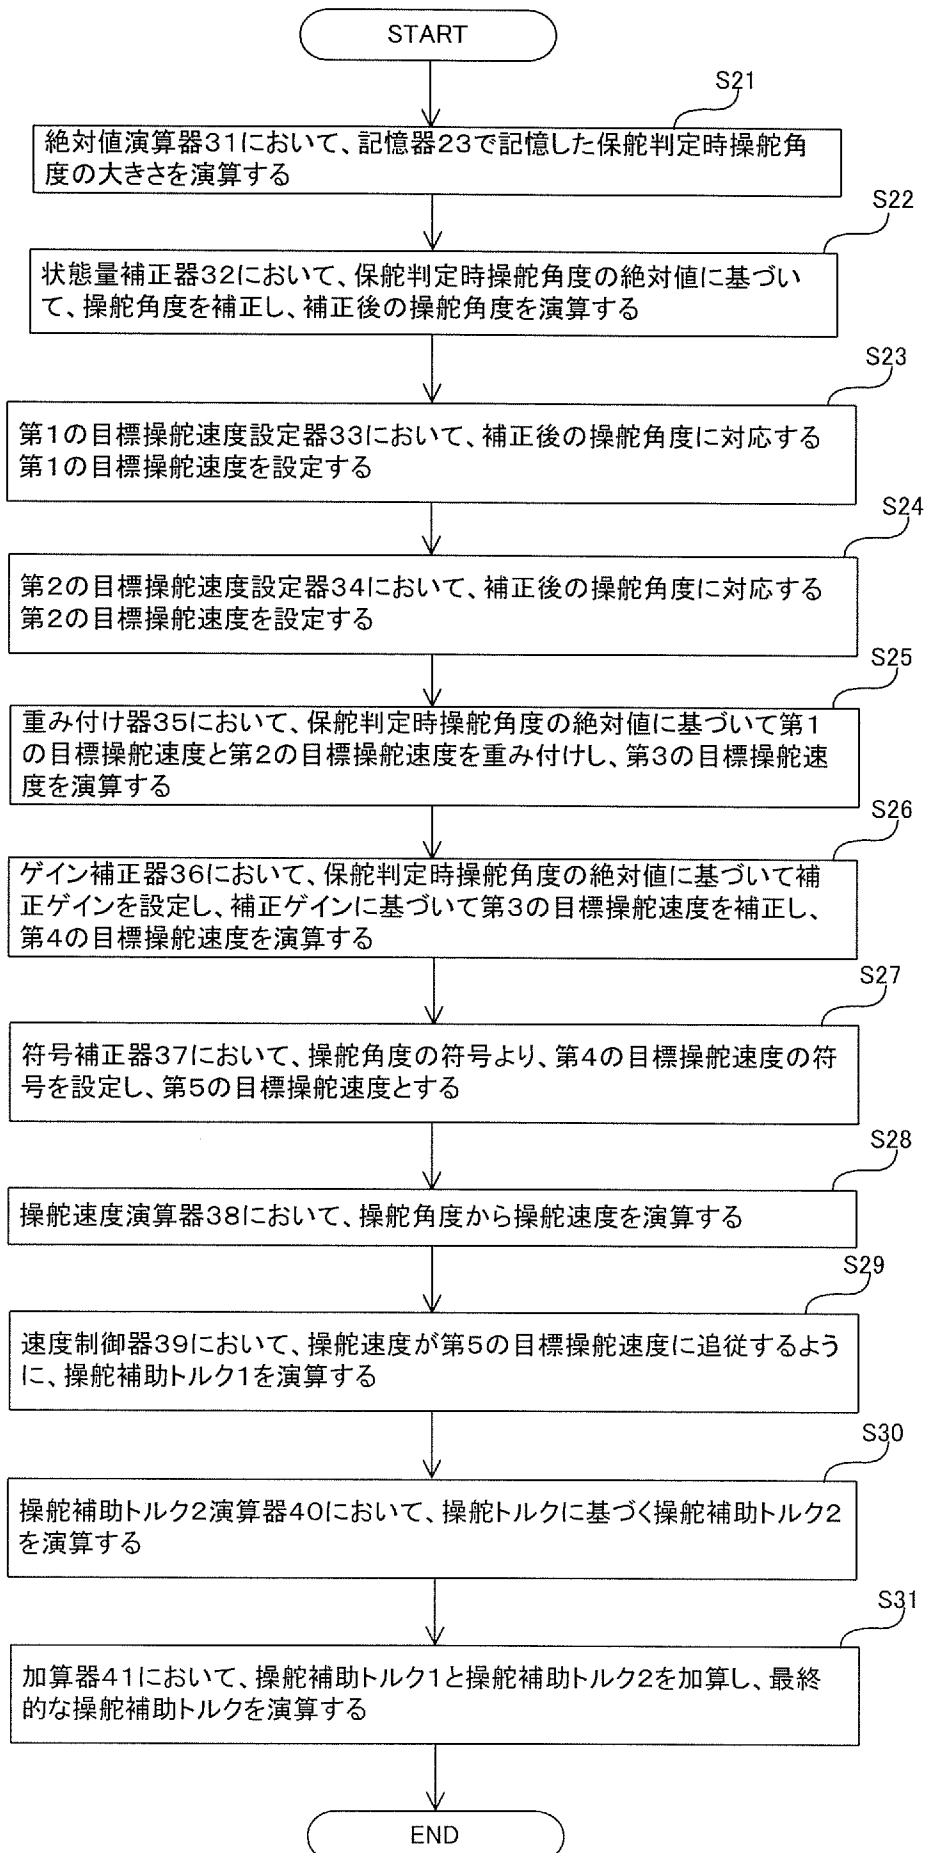 START
S21
絶対値演算器31において、記憶器23で記憶した保舵判定時操舵角
度の大きさを演算する
S22
状態量補正器32において、保舵判定時操舵角度の絶対値に基づい
て、操舵角度を補正し、補正後の操舵角度を演算する
S23
第1の目標操舵速度設定器33において、補正後の操舵角度に対応する
第1の目標操舵速度を設定する
S24
第2の目標操舵速度設定器34において、補正後の操舵角度に対応する
第2の目標操舵速度を設定する
S25
重み付け器35において、保舵判定時操舵角度の絶対値に基づいて第1
の目標操舵速度と第2の目標操舵速度を重み付けし、第3の目標操舵速
度を演算する
S26
ゲイン補正器36において、保舵判定時操舵角度の絶対値に基づいて補
正ゲインを設定し、補正ゲインに基づいて第3の目標操舵速度を補正し、
第4の目標操舵速度を演算する
S27
符号補正器37において、操舵角度の符号より、第4の目標操舵速度の符
号を設定し、第5の目標操舵速度とする
S28
操舵速度演算器38において、操舵角度から操舵速度を演算する
S29
速度制御器39において、操舵速度が第5の目標操舵速度に追従するよう
に、操舵補助トルク1を演算する
S30
操舵補助トルク2演算器40において、操舵トルクに基づく操舵補助トルク2
を演算する
S31
加算器41において、操舵補助トルク1と操舵補助トルク2を加算し、最終
的な操舵補助トルクを演算する
END